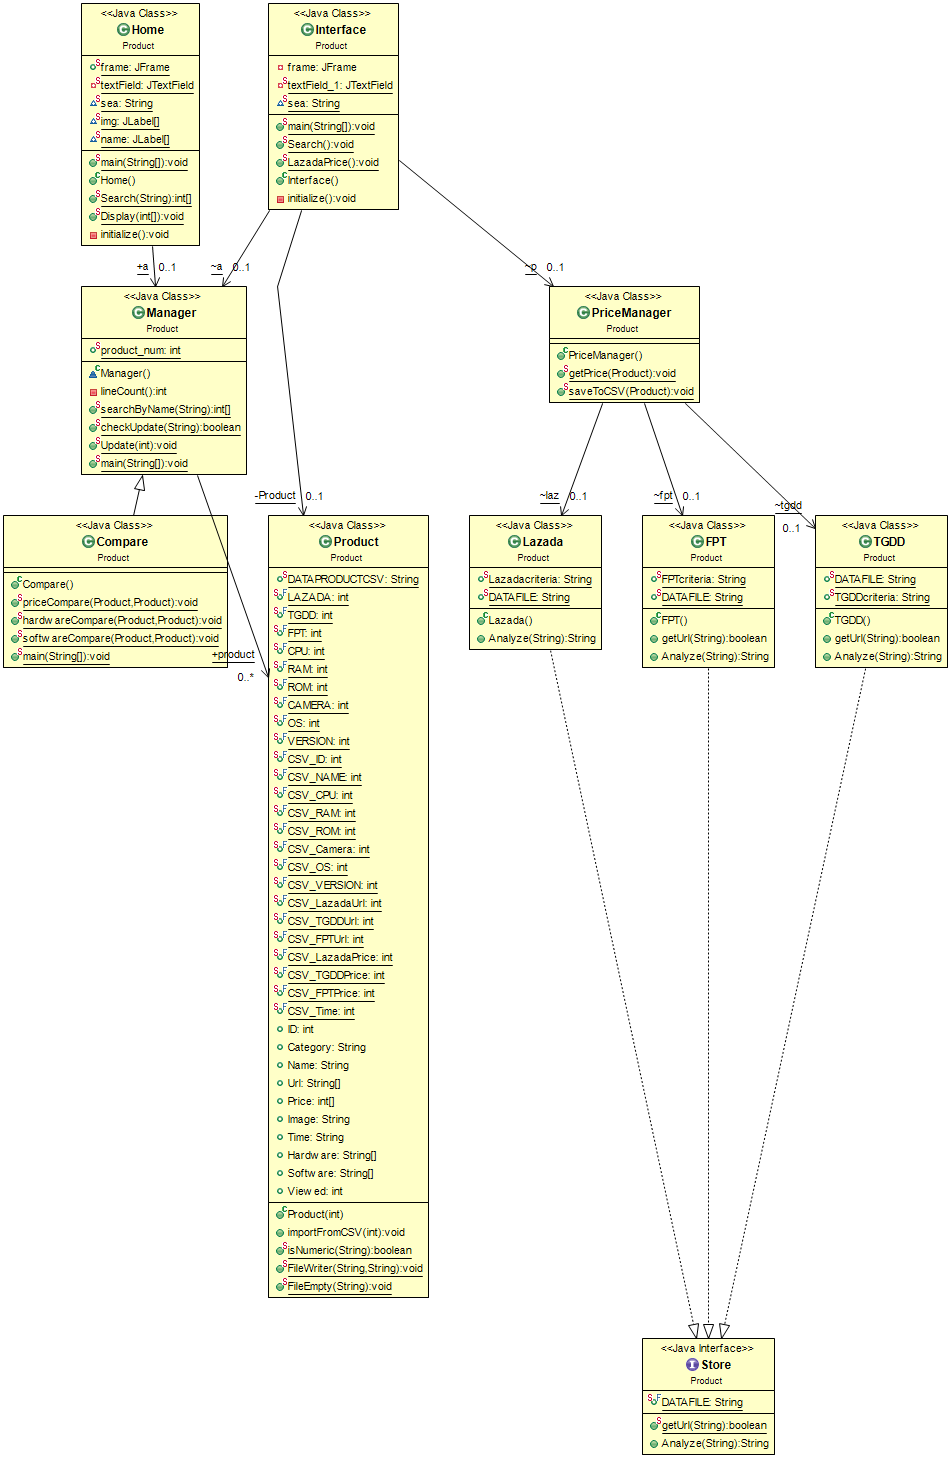 <<Java Class>>
Home
Product
frame: JFrame
textField: JTextField
sea: String
img: JLabel[]
name: JLabel[]
main(String[]):void
Home()
Search(String):int[]
Display(int[]):void
initialize():void
<<Java Class>>
Interface
Product
frame: JFrame
textField_1: JTextField
sea: String
main(String[]):void
Search():void
LazadaPrice():void
Interface()
initialize():void
+a 0..1
~a 0..1
~p 0..1
<<Java Class>>
Manager
Product
product_num: int
Manager()
lineCount():int
searchByName(String):int[]
checkUpdate(String):boolean
Update(int):void
main(String[]):void
<<Java Class>>
PriceManager
Product
PriceManager()
getPrice(Product):void
saveToCSV(Product):void
-Product 0..1
~laz 0..1
~fpt 0..1
~tgdd
0..1
<<Java Class>>
Compare
Product
Compare()
priceCompare(Product,Product):void
hardwareCompare(Product,Product):void
softwareCompare(Product,Product):void
main(String[]):void
+product
0..*
<<Java Class>>
Product
Product
DATAPRODUCTCSV: String
LAZADA: int
TGDD: int
FPT: int
CPU: int
RAM: int
ROM: int
CAMERA: int
OS: int
VERSION: int
CSV_ID: int
CSV_NAME: int
CSV_CPU: int
CSV_RAM: int
CSV_ROM: int
CSV_Camera: int
CSV_OS: int
CSV_VERSION: int
CSV_LazadaUrl: int
CSV_TGDDUrl: int
CSV_FPTUrl: int
CSV_LazadaPrice: int
CSV_TGDDPrice: int
CSV_FPTPrice: int
CSV_Time: int
ID: int
Category: String
Name: String
Url: String[]
Price: int[]
Image: String
Time: String
Hardware: String[]
Software: String[]
Viewed: int
Product(int)
importFromCSV(int):void
isNumeric(String):boolean
FileWriter(String,String):void
FileEmpty(String):void
<<Java Class>>
Lazada
Product
Lazadacriteria: String
DATAFILE: String
Lazada()
Analyze(String):String
<<Java Class>>
FPT
Product
FPTcriteria: String
DATAFILE: String
FPT()
getUrl(String):boolean
Analyze(String):String
<<Java Class>>
TGDD
Product
DATAFILE: String
TGDDcriteria: String
TGDD()
getUrl(String):boolean
Analyze(String):String
<<Java Interface>>
Store
Product
DATAFILE: String
getUrl(String):boolean
Analyze(String):String